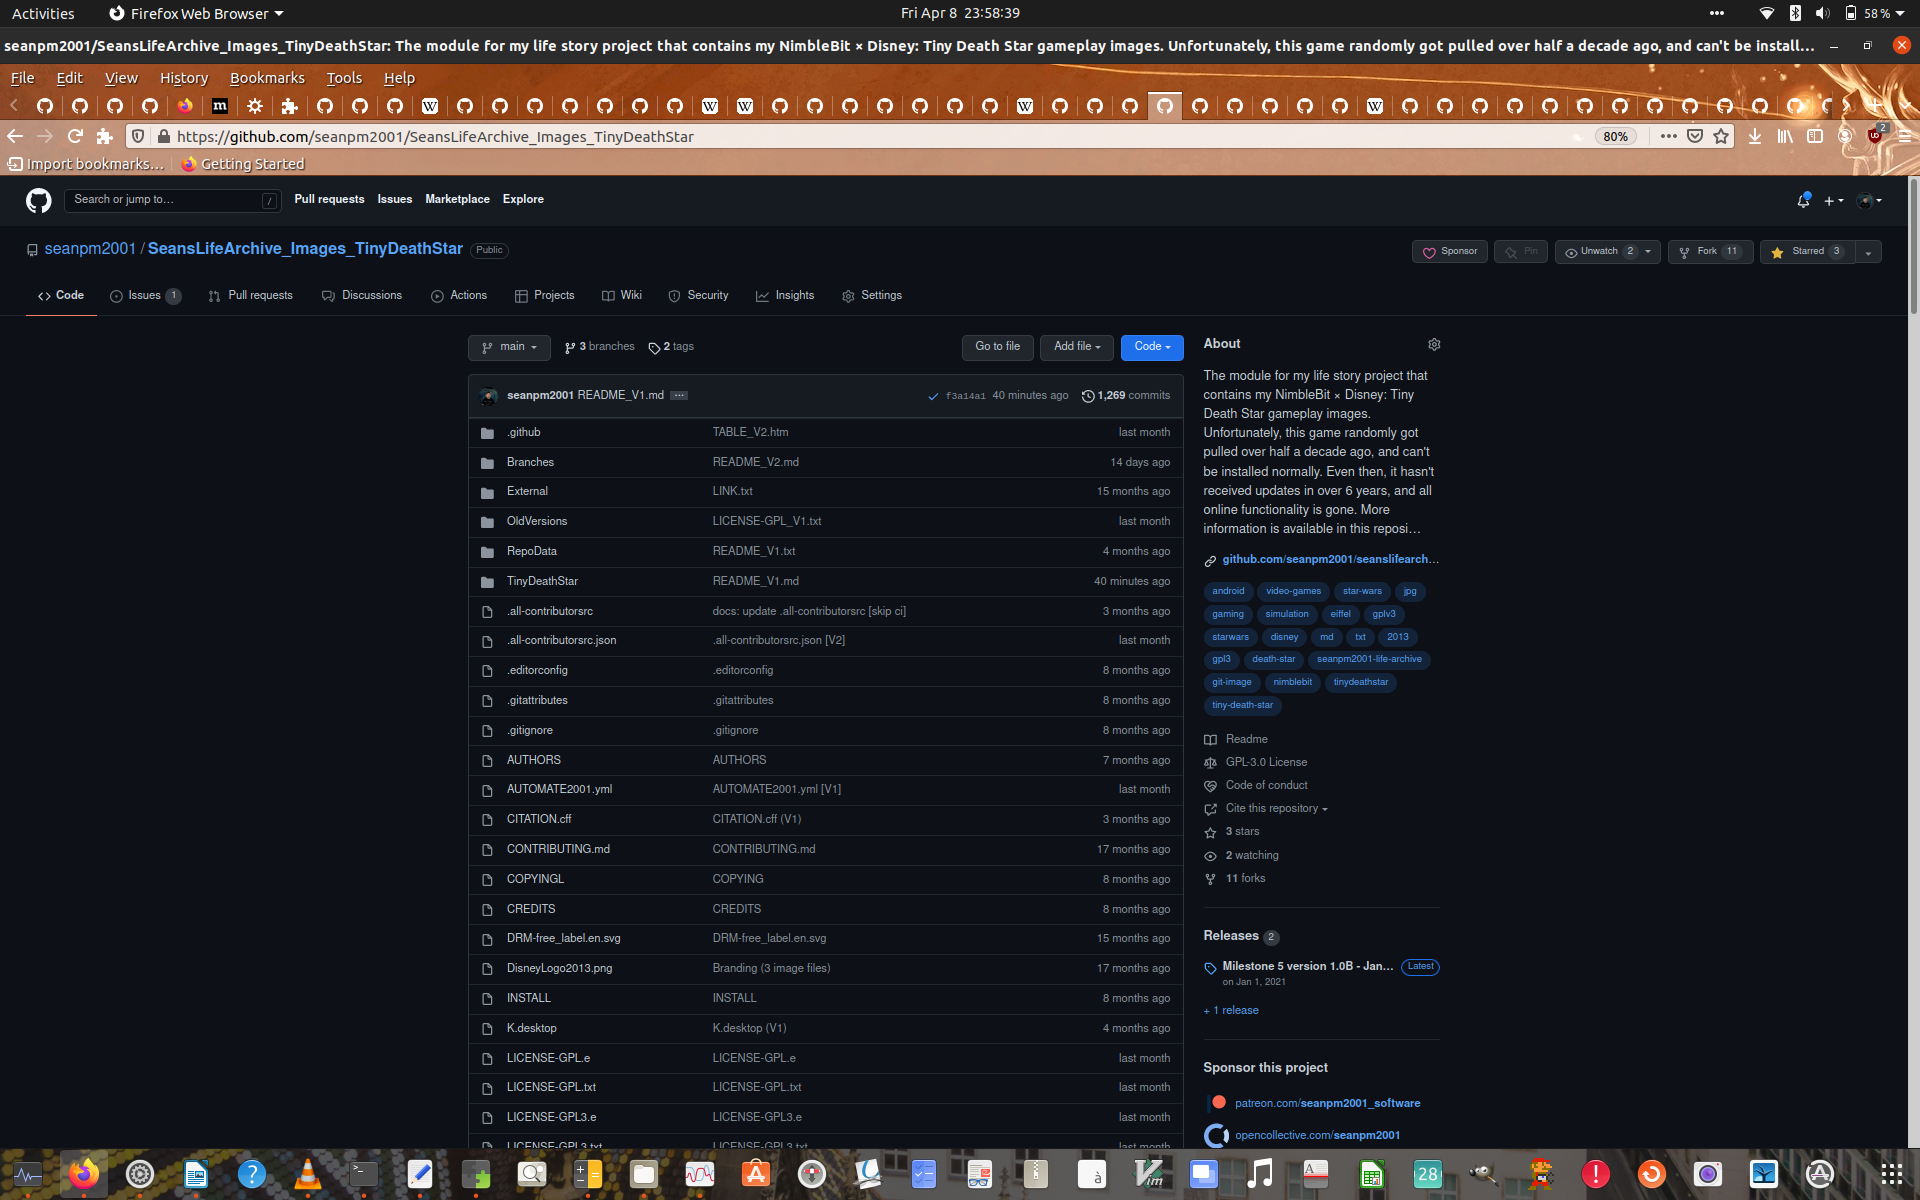 Activities
Firefox Web Browser
Fri Apr 8 23:58:39
58 %
seanpm2001/SeansLifeArchive_Images_TinyDeathStar: The module for my life story project that contains my NimbleBit × Disney: Tiny Death Star gameplay images. Unfortunately, this game randomly got pulled over half a decade ago, and can't be install...
File Edit View History Bookmarks Tools Help
https://github.com/seanpm2001/SeansLifeArchive_Images_TinyDeathStar
80%
2
Import bookmarks...
Getting Started
Search or jump to...
/
Pull requests Issues Marketplace Explore
seanpm2001 / SeansLifeArchive_Images_TinyDeathStar Public
Sponsor
Pin
Unwatch 2
Fork 11
Starred 3
Code
Issues 1
Pull requests
Discussions
Actions
Projects
Wiki
Security
Insights
Settings
main
3 branches
2 tags
Go to file
Add file
Code
seanpm2001 README_V1.md ...
f3a14a1 40 minutes ago
1,269 commits
.github TABLE_V2.htm last month
Branches README_V2.md 14 days ago
External LINK.txt 15 months ago
OldVersions LICENSE-GPL_V1.txt last month
RepoData README_V1.txt 4 months ago
TinyDeathStar README_V1.md 40 minutes ago
.all-contributorsrc docs: update .all-contributorsrc [skip ci] 3 months ago
.all-contributorsrc.json .all-contributorsrc.json [V2] last month
.editorconfig .editorconfig 8 months ago
.gitattributes .gitattributes 8 months ago
.gitignore .gitignore 8 months ago
AUTHORS AUTHORS 7 months ago
AUTOMATE2001.yml AUTOMATE2001.yml [V1] last month
CITATION.cff CITATION.cff (V1) 3 months ago
CONTRIBUTING.md CONTRIBUTING.md 17 months ago
COPYINGL COPYING 8 months ago
CREDITS CREDITS 8 months ago
DRM-free_label.en.svg DRM-free_label.en.svg 15 months ago
DisneyLogo2013.png Branding (3 image files) 17 months ago
INSTALL INSTALL 8 months ago
K.desktop K.desktop (V1) 4 months ago
LICENSE-GPL.e LICENSE-GPL.e last month
LICENSE-GPL.txt LICENSE-GPL.txt last month
LICENSE-GPL3.e LICENSE-GPL3.e last month
LICENSE-GPL3.txt LICENSE-GPL3.txt last month
About
The module for my life story project that
contains my NimbleBit × Disney: Tiny
Death Star gameplay images.
Unfortunately, this game randomly got
pulled over half a decade ago, and can't
be installed normally. Even then, it hasn't
received updates in over 6 years, and all
online functionality is gone. More
information is available in this reposi...
github.com/seanpm2001/seanslifearch...
android video-games star-wars jpg
gaming simulation eiffel gplv3
starwars disney md txt 2013
gpl3 death-star seanpm2001-life-archive
git-image nimblebit tinydeathstar
tiny-death-star
Readme
GPL-3.0 License
Code of conduct
Cite this repository
3 stars
2 watching
11 forks
Releases 2
Milestone 5 version 1.0B - Jan... Latest
on Jan 1, 2021
+ 1 release
Sponsor this project
patreon.com/seanpm2001_software
opencollective.com/seanpm2001
28